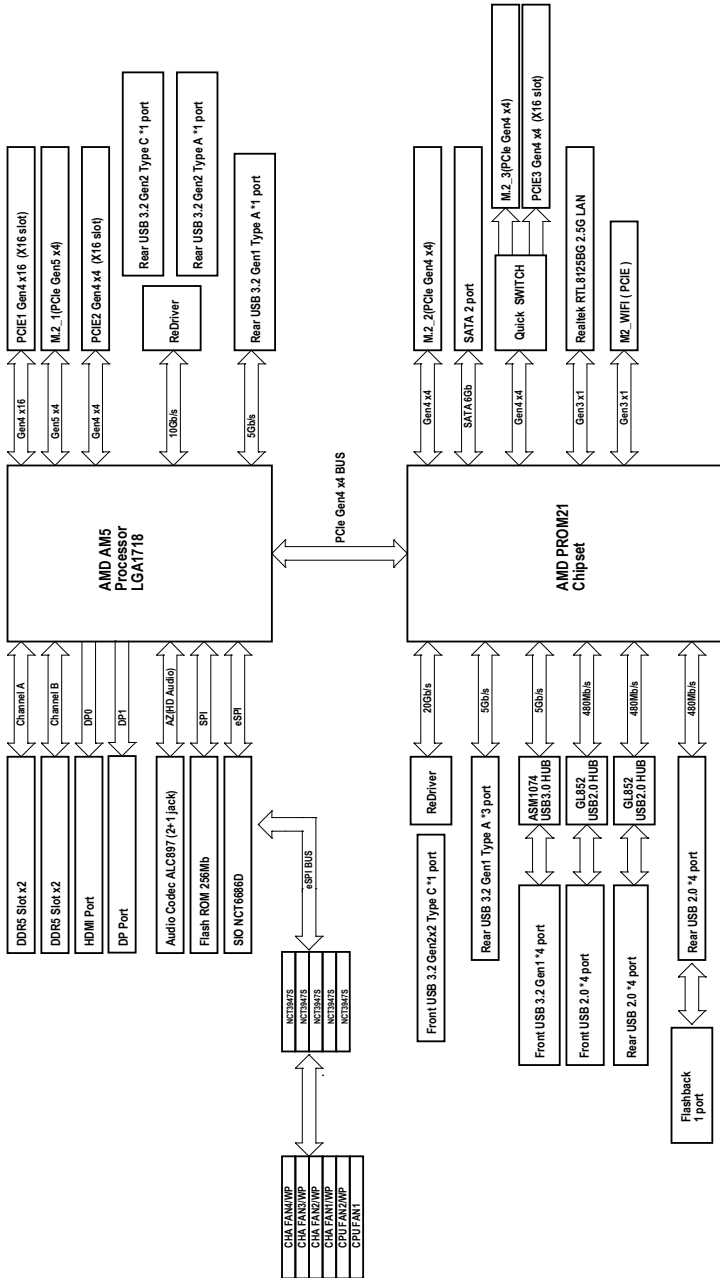 DDR5 Slot x2
Channel A
DDR5 Slot x2
Channel B
HDMI Port
DP0
DP Port
DP1
Audio Codec ALC897 (2+1 jack)
AZ(HD Audio)
Flash ROM 256Mb
SPI
SIO NCT6686D
eSPI
eSPI BUS
NCT3947S
NCT3947S
NCT3947S
NCT3947S
NCT3947S
CHA FAN4/WP
CHA FAN3/WP
CHA FAN2/WP
CHA FAN1/WP
CPU FAN2/WP
CPU FAN1
AMD AM5
Processor
LGA1718
Gen4 x16
PCIE1 Gen4 x16 (X16 slot)
Gen5 x4
M.2_1(PCIe Gen5 x4)
Gen4 x4
PCIE2 Gen4 x4 (X16 slot)
10Gb/s
ReDriver
Rear USB 3.2 Gen2 Type C *1 port
Rear USB 3.2 Gen2 Type A *1 port
5Gb/s
Rear USB 3.2 Gen1 Type A *1 port
PCIe Gen4 x4 BUS
Front USB 3.2 Gen2x2 Type C *1 port
ReDriver
20Gb/s
Rear USB 3.2 Gen1 Type A *3 port
5Gb/s
Front USB 3.2 Gen1 *4 port
ASM1074
USB3.0 HUB
5Gb/s
Front USB 2.0 *4 port
GL852
USB2.0 HUB
480Mb/s
Rear USB 2.0 *4 port
GL852
USB2.0 HUB
480Mb/s
Flashback
1 port
Rear USB 2.0 *4 port
480Mb/s
AMD PROM21
Chipset
Gen4 x4
M.2_2(PCIe Gen4 x4)
SATA 6Gb
SATA 2 port
Gen4 x4
Quick SWITCH
M.2_3(PCIe Gen4 x4)
PCIE3 Gen4 x4 (X16 slot)
Gen3 x1
Realtek RTL8125BG 2.5G LAN
Gen3 x1
M2_WIFI ( PCIE )